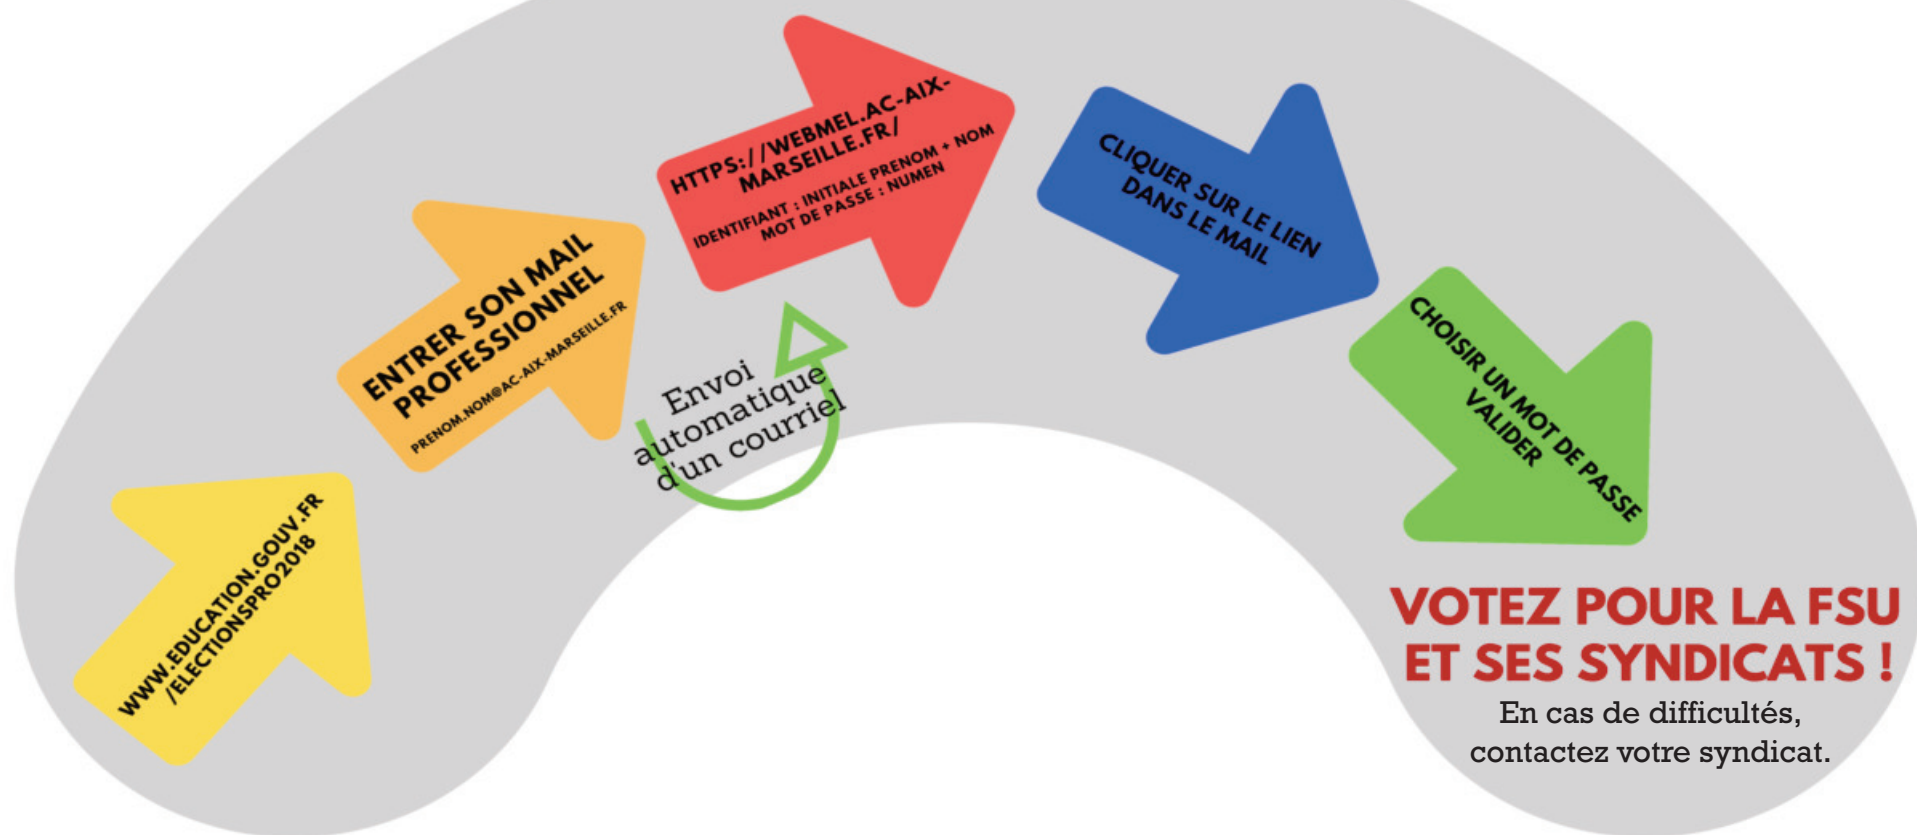 WWW.EDUCATION.GOUV.FR
/ELECTIONSPRO2018
ENTRER SON MAIL
PROFESSIONNEL
PRENOM.NOM@AC-AIX-MARSEILLE.FR
Envoi
automatique
d'un courriel
HTTPS://WEBMEL.AC-AIX-
MARSEILLE.FR/
IDENTIFIANT : INITIALE PRENOM + NOM
MOT DE PASSE : NUMEN
CLIQUER SUR LE LIEN
DANS LE MAIL
CHOISIR UN MOT DE PASSE
VALIDER
VOTEZ POUR LA FSU
ET SES SYNDICATS !
En cas de difficultés,
contactez votre syndicat.